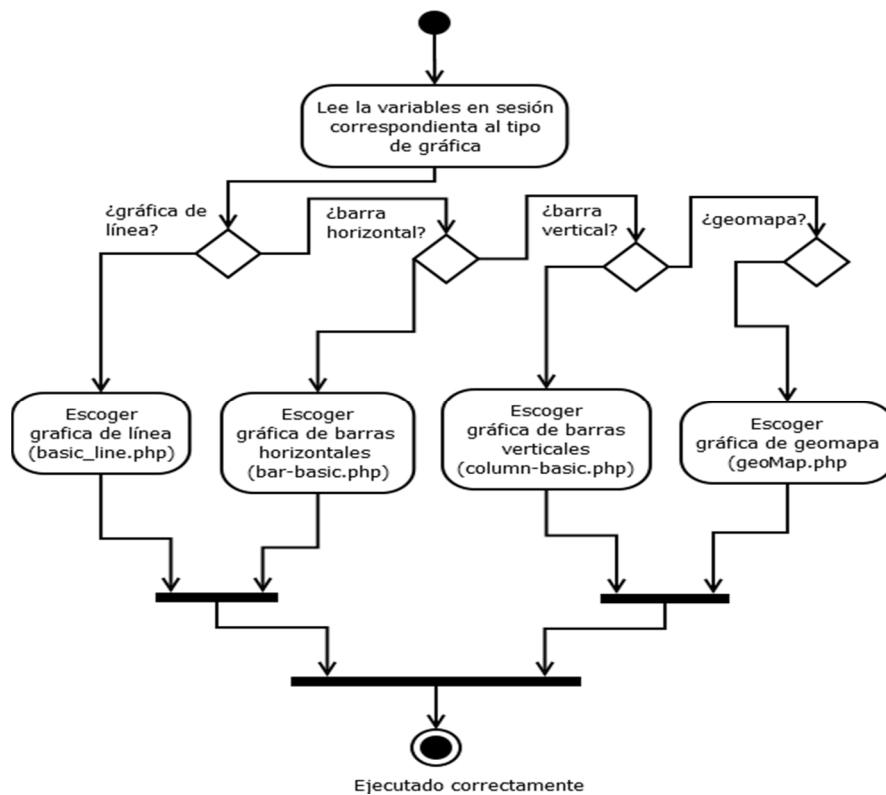 Lee la variables en sesión
correspondienta al tipo
de gráfica
¿gráfica de
línea?
¿barra
horizontal?
¿barra
vertical?
¿geomapa?
Escoger
grafica de línea
(basic_line.php)
Escoger
gráfica de barras
horizontales
(bar-basic.php)
Escoger
gráfica de barras
verticales
(column-basic.php)
Escoger
gráfica de geomapa
(geoMap.php
Ejecutado correctamente